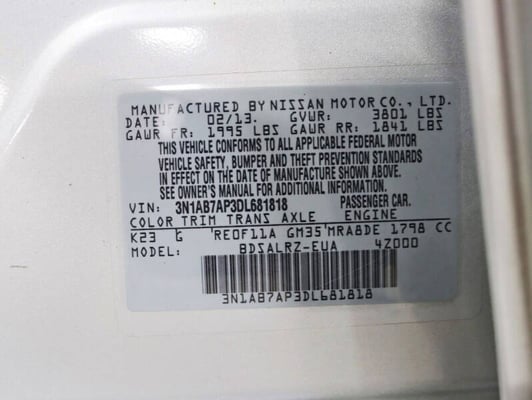 MANUFACTURED BY NISSAN MOTOR CO., LTD.
DATE: 02/13. GVWR: 3801 LBS
GAWR FR: 1995 LBS GAWR RR: 1841 LBS
THIS VEHICLE CONFORMS TO ALL APPLICABLE FEDERAL MOTOR
VEHICLE SAFETY, BUMPER AND THEFT PREVENTION STANDARDS
IN EFFECT ON THE DATE OF MANUFACTURE SHOWN ABOVE.
SEE OWNER'S MANUAL FOR ADDITIONAL INFORMATION.
VIN: 3N1AB7AP3DL681818 PASSENGER CAR.
COLOR TRIM TRANS AXLE ENGINE
K23 G 'RE0F11A GM35'MRA8DE 1798 CC
MODEL: BDSALRZ-EUA 4Z000
3N1AB7AP3DL681818